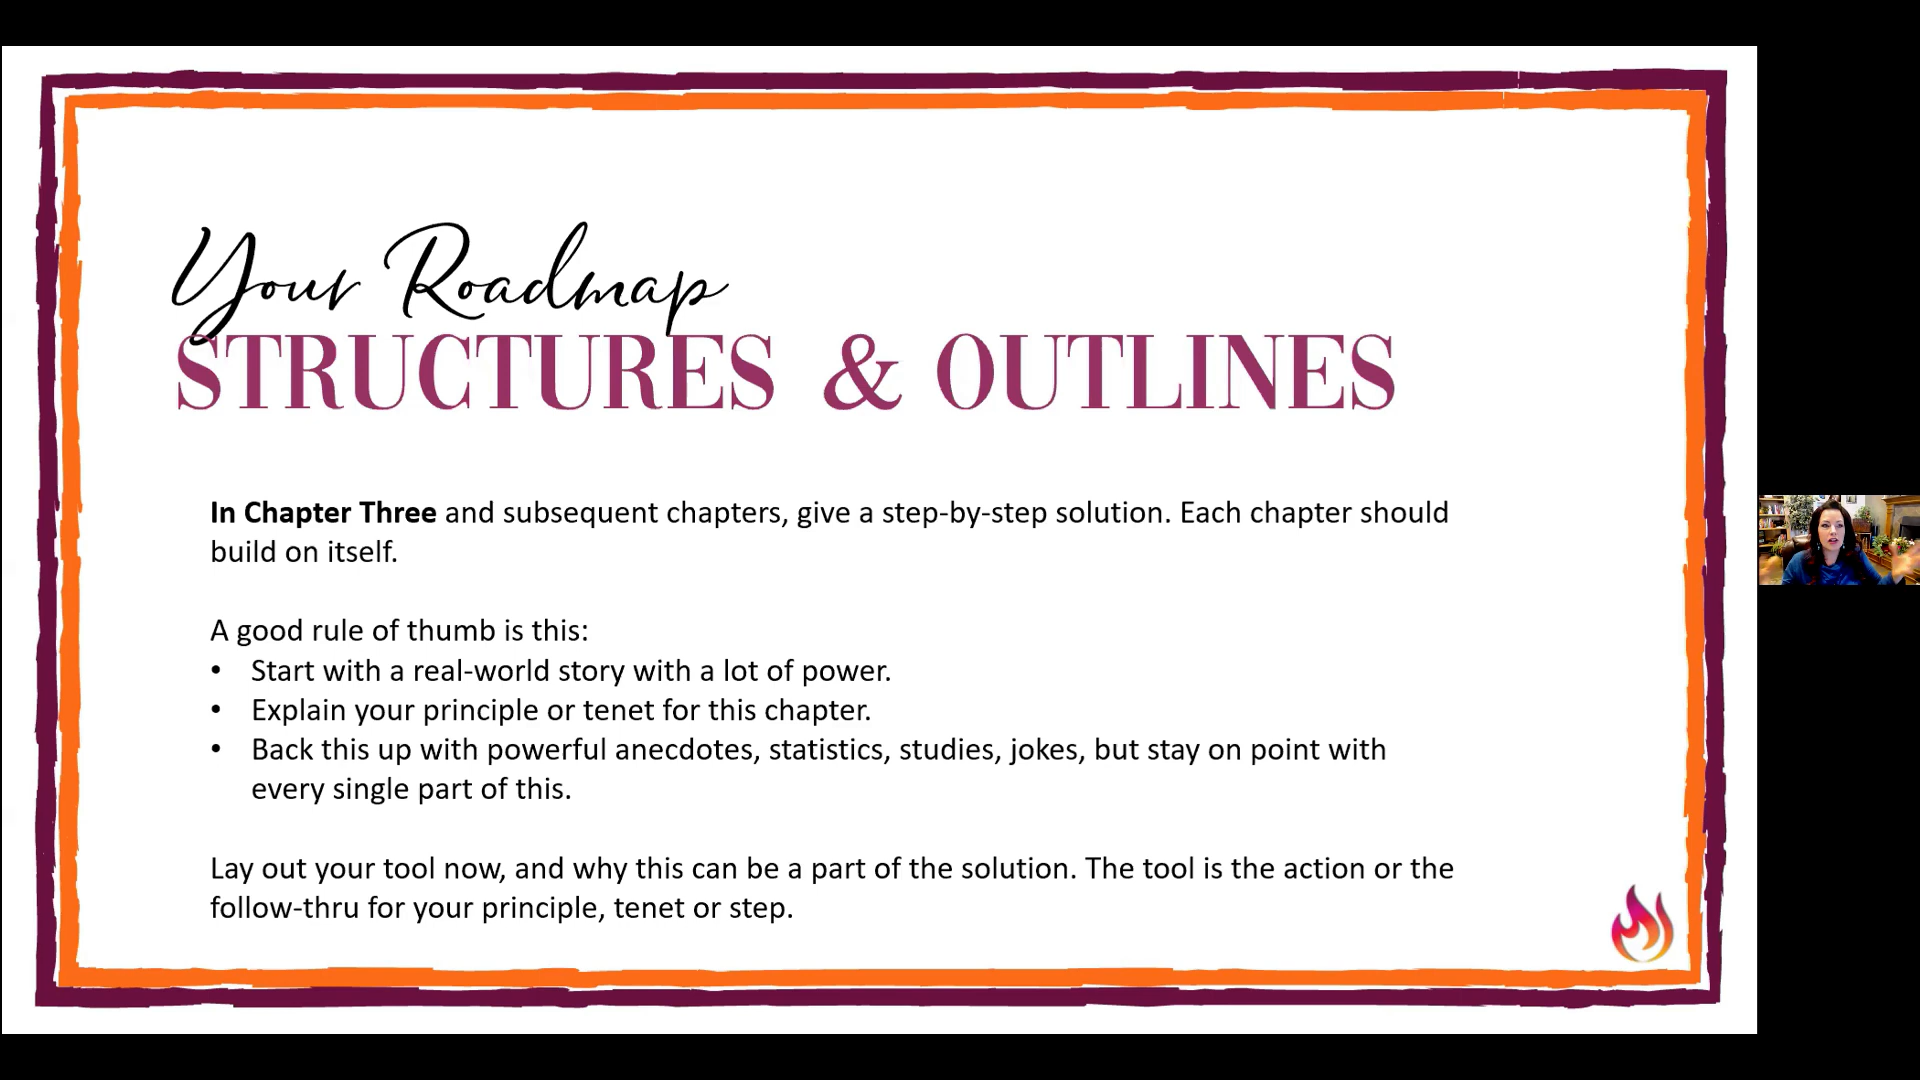 Your Roadmap
STRUCTURES & OUTLINES
In Chapter Three and subsequent chapters, give a step-by-step solution. Each chapter should
build on itself.
A good rule of thumb is this:
• Start with a real-world story with a lot of power.
• Explain your principle or tenet for this chapter.
• Back this up with powerful anecdotes, statistics, studies, jokes, but stay on point with
every single part of this.
Lay out your tool now, and why this can be a part of the solution. The tool is the action or the
follow-thru for your principle, tenet or step.